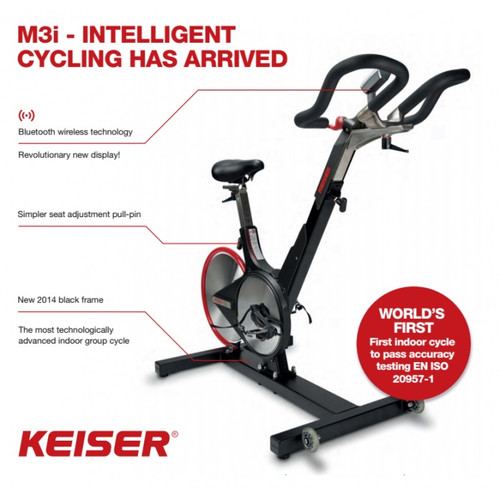 M3i - INTELLIGENT
CYCLING HAS ARRIVED
Bluetooth wireless technology
Revolutionary new display!
Simpler seat adjustment pull-pin
New 2014 black frame
The most technologically
advanced indoor group cycle
WORLD'S
FIRST
First indoor cycle
to pass accuracy
testing EN ISO
20957-1
KEISER®